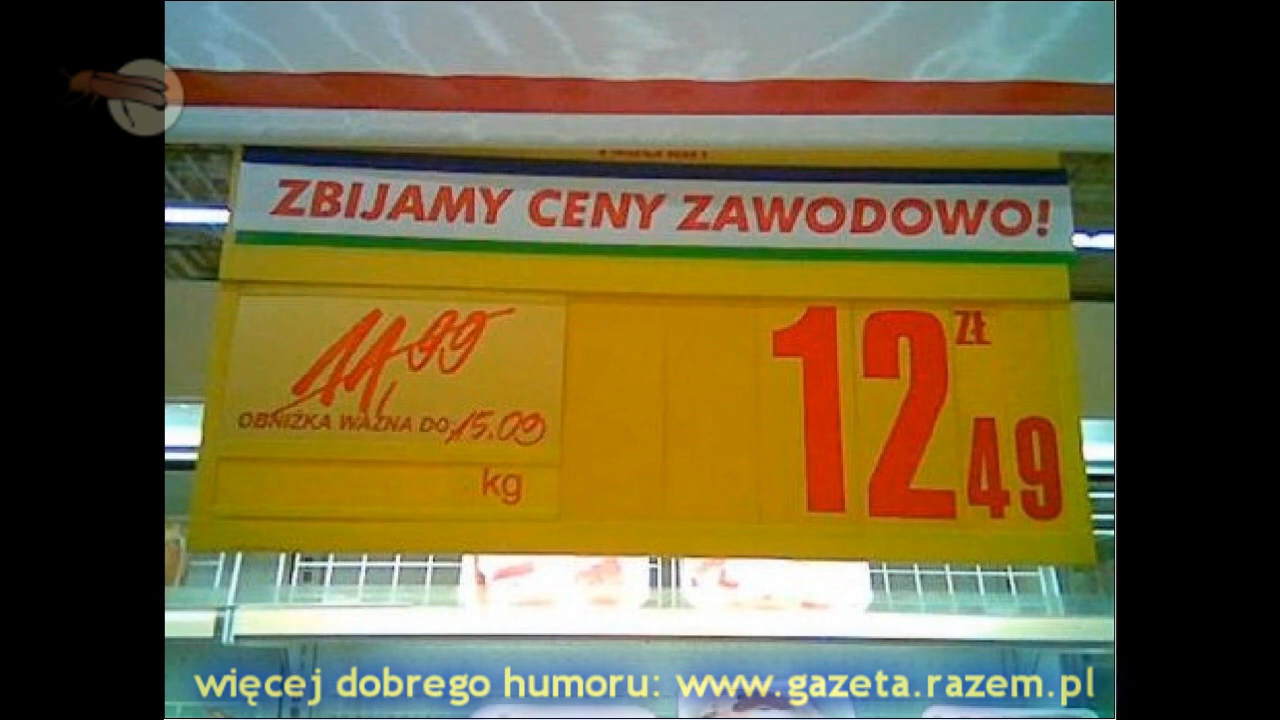 ZBIJAMY CENY ZAWODOWO!
11,99
OBNIŻKA WAŻNA DO 15.09
kg
12 49 ZŁ
więcej dobrego humoru: www.gazeta.razem.pl